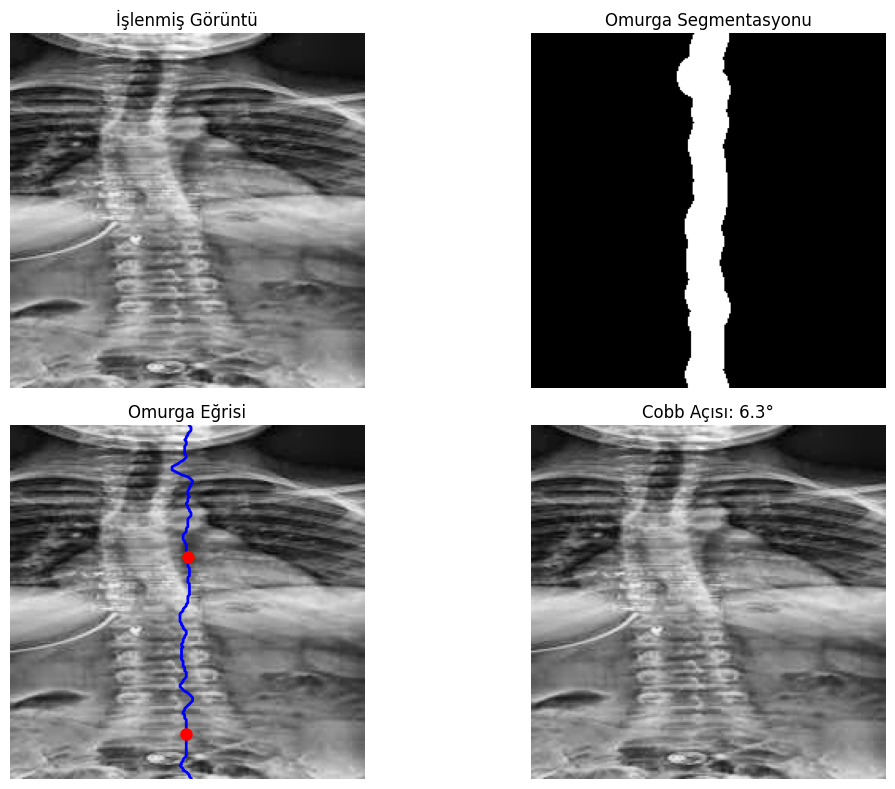 İşlenmiş Görüntü
Omurga Segmentasyonu
Omurga Eğrisi
Cobb Açısı: 6.3°